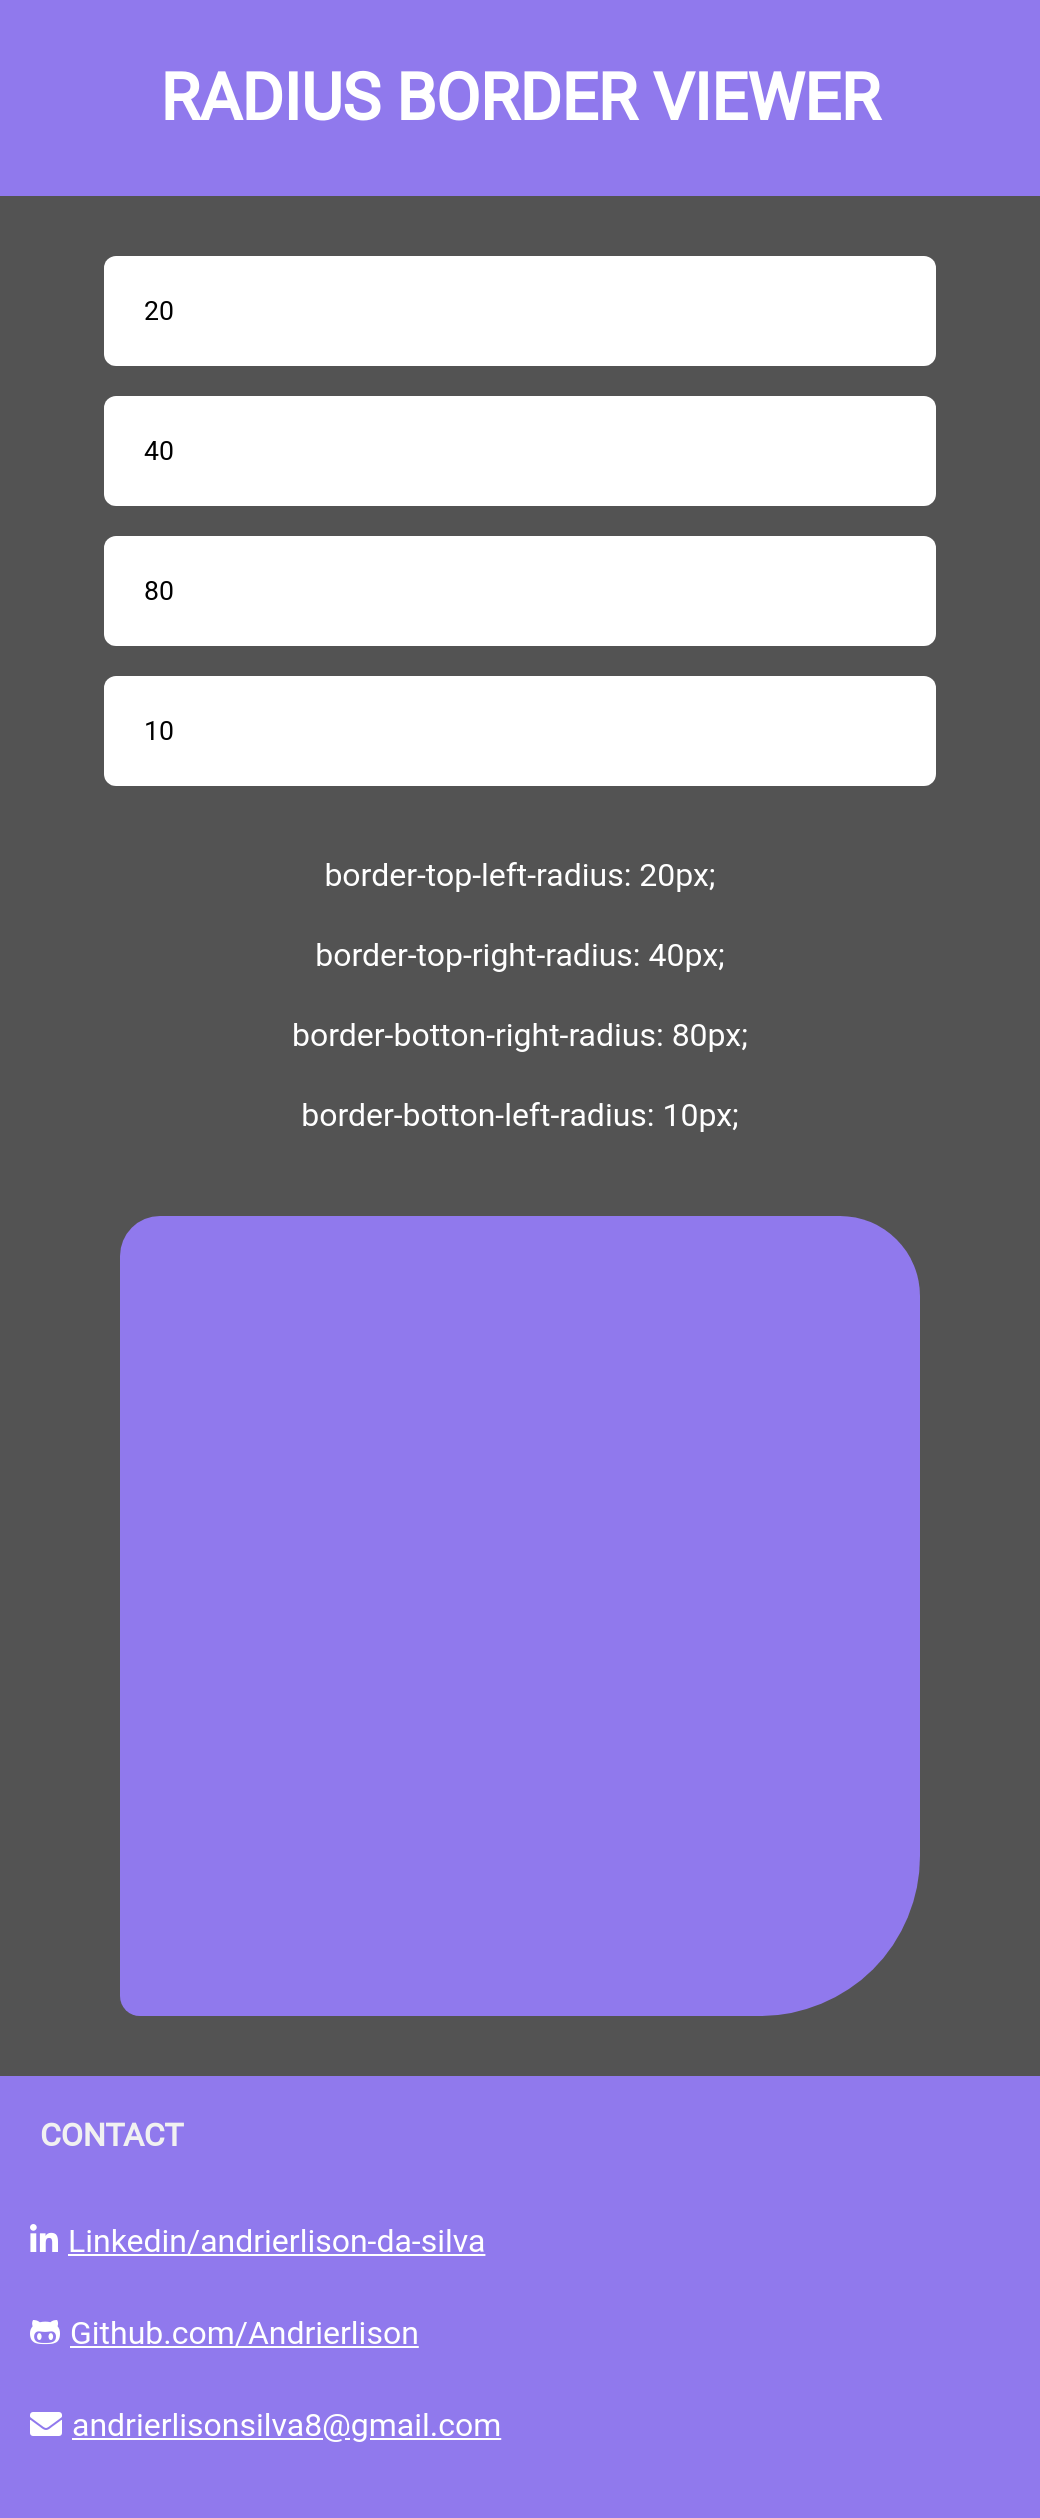 RADIUS BORDER VIEWER
20
40
80
10
border-top-left-radius: 20px;
border-top-right-radius: 40px;
border-botton-right-radius: 80px;
border-botton-left-radius: 10px;
CONTACT
Linkedin/andrierlison-da-silva
Github.com/Andrierlison
andrierlisonsilva8@gmail.com